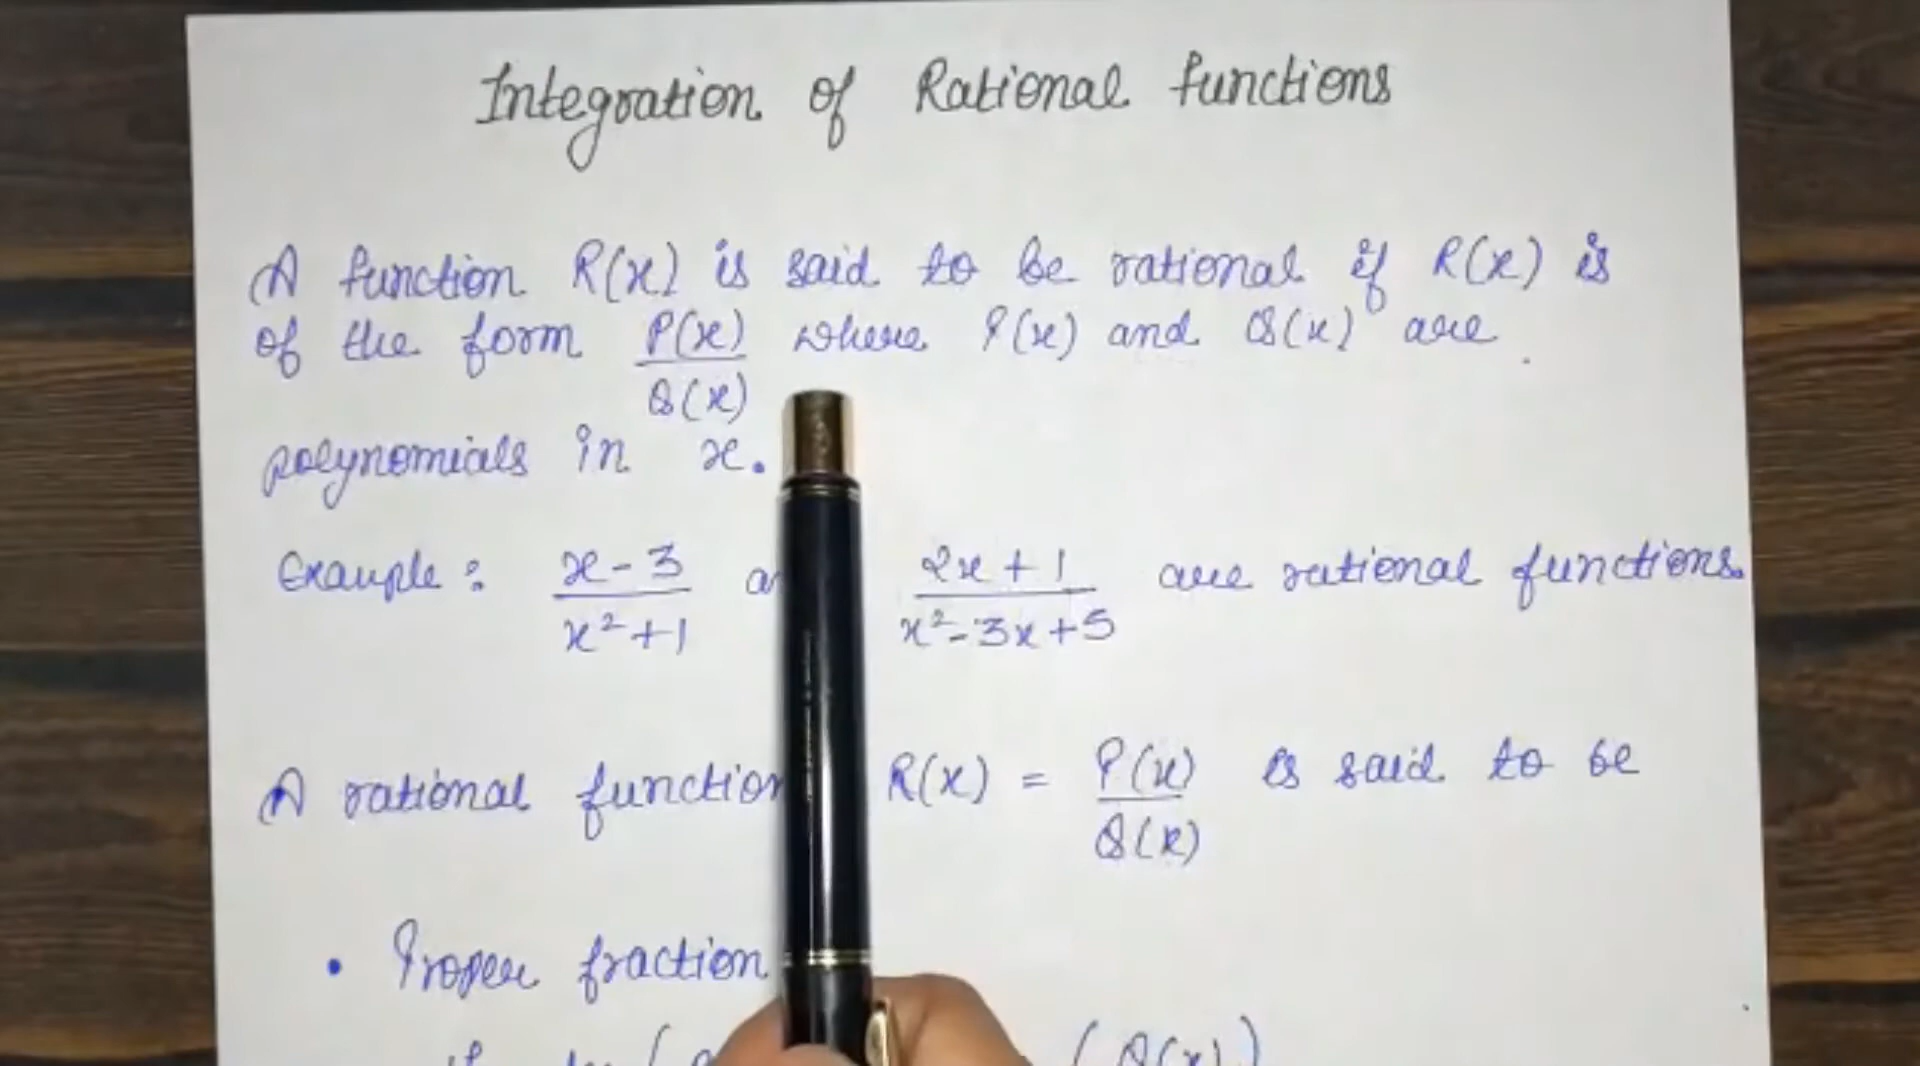 Integration of Rational functions
A function R(x) is said to be rational if R(x) is
of the form P(x)/Q(x) where P(x) and Q(x) are
polynomials in x.
Example : x-3/x²+1 2x+1/x²-3x+5 are rational functions.
A rational function R(x) = P(x)/Q(x) is said to be
• Proper fraction
if (Q(x))